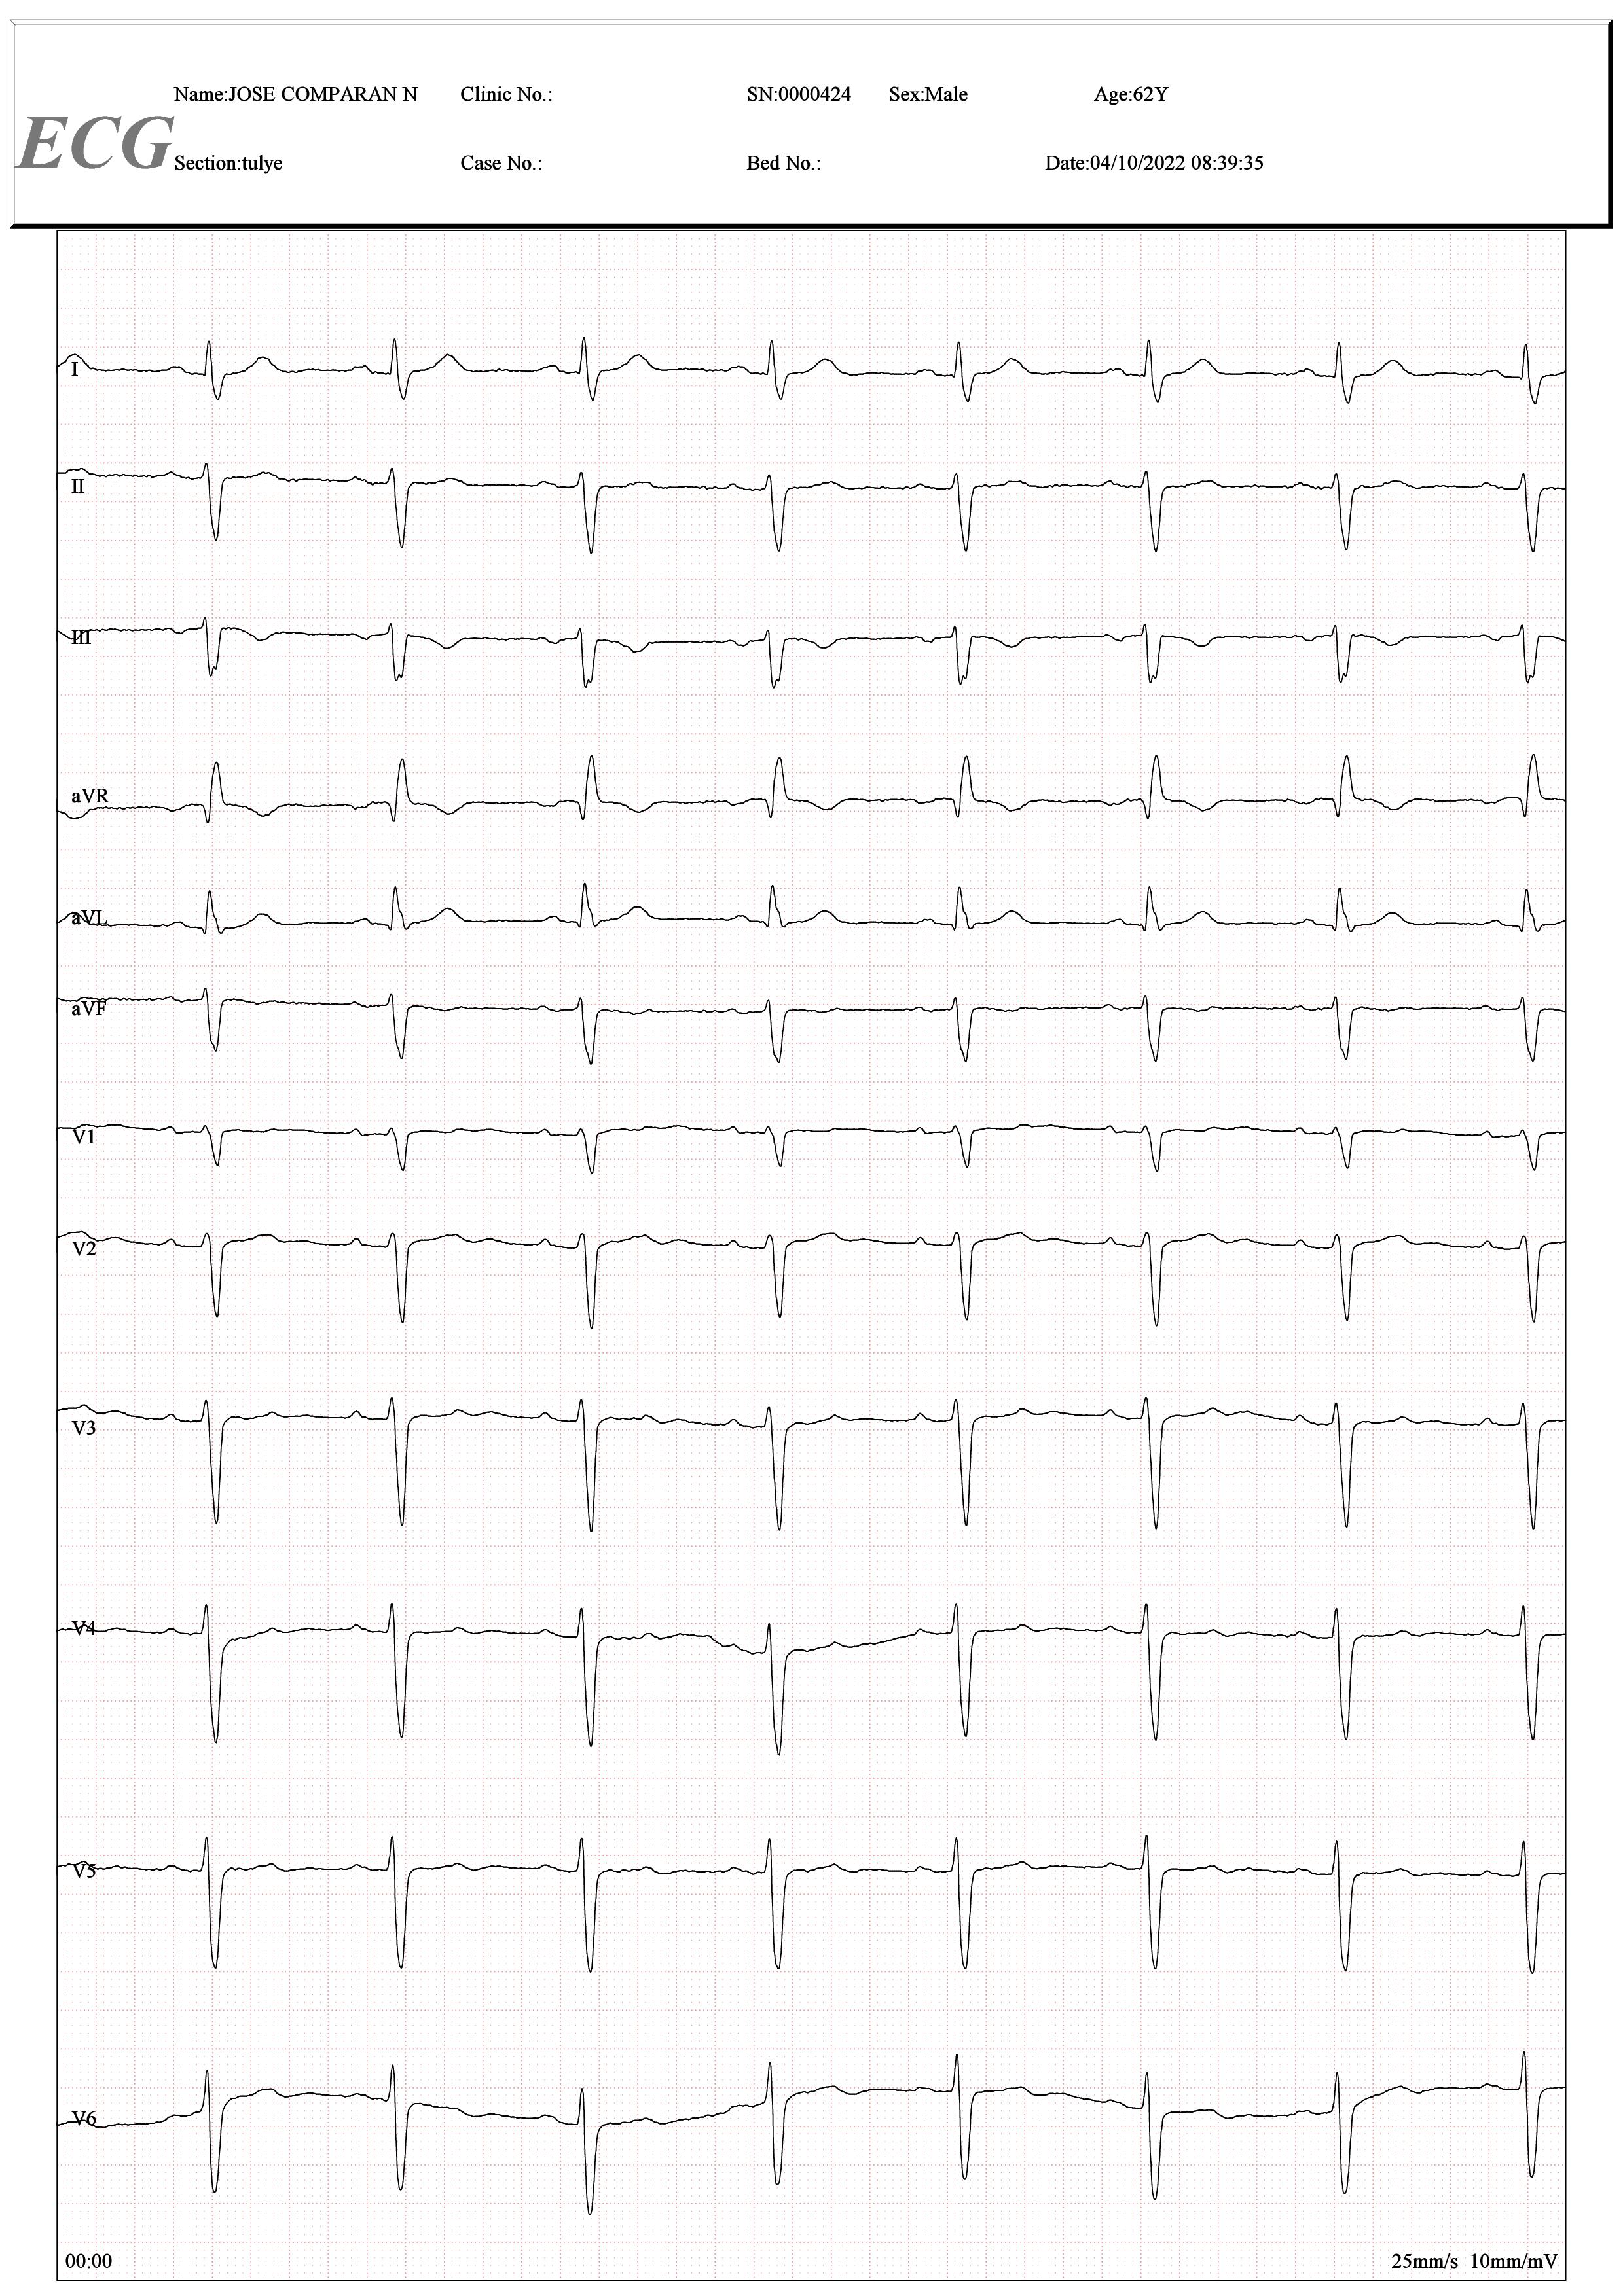 Name:JOSE COMPARAN N Clinic No.: SN:0000424 Sex:Male Age:62Y
ECG
Section:tulye Case No.: Bed No.: Date:04/10/2022 08:39:35
I
II
III
aVR
aVL
aVF
V1
V2
V3
V4
V5
V6
00:00 25mm/s 10mm/mV